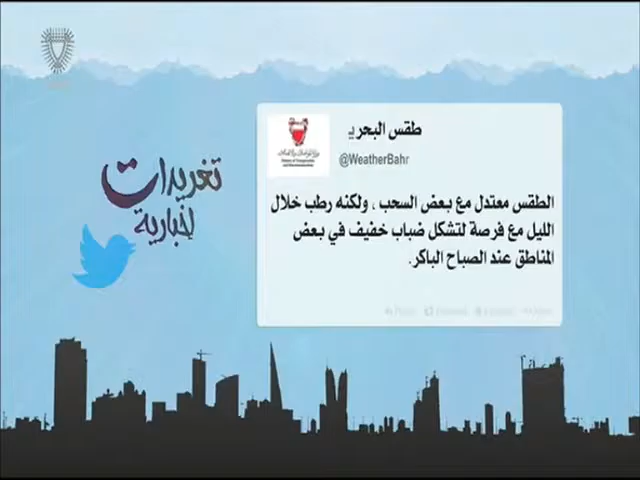 طقس البحري
@WeatherBahr
تغريدات
إخبارية
الطقس معتدل مع بعض السحب ، ولكنه رطب خلال
الليل مع فرصة لتشكل ضباب خفيف في بعض
المناطق عند الصباح الباكر.